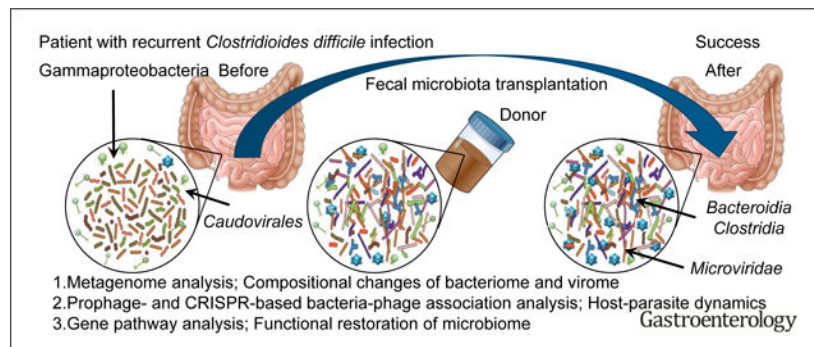 Patient with recurrent Clostridioides difficile infection
Success
Gammaproteobacteria Before
After
Fecal microbiota transplantation
Donor
Caudovirales
Bacteroidia
Clostridia
Microviridae
1.Metagenome analysis; Compositional changes of bacteriome and virome
2.Prophage- and CRISPR-based bacteria-phage association analysis; Host-parasite dynamics
3.Gene pathway analysis; Functional restoration of microbiome
Gastroenterology